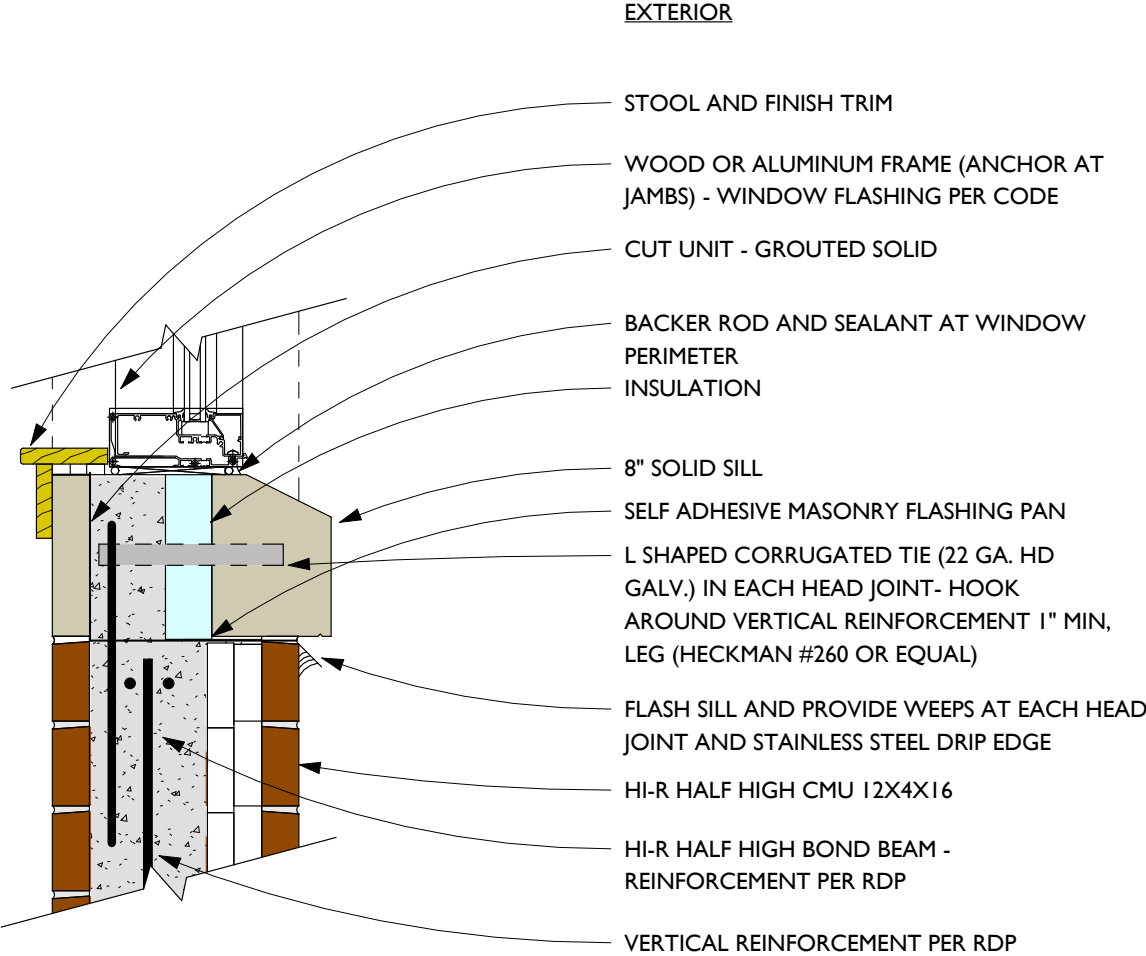 EXTERIOR
STOOL AND FINISH TRIM
WOOD OR ALUMINUM FRAME (ANCHOR AT
JAMBS) - WINDOW FLASHING PER CODE
CUT UNIT - GROUTED SOLID
BACKER ROD AND SEALANT AT WINDOW
PERIMETER
INSULATION
8" SOLID SILL
SELF ADHESIVE MASONRY FLASHING PAN
L SHAPED CORRUGATED TIE (22 GA. HD
GALV.) IN EACH HEAD JOINT- HOOK
AROUND VERTICAL REINFORCEMENT 1" MIN,
LEG (HECKMAN #260 OR EQUAL)
FLASH SILL AND PROVIDE WEEPS AT EACH HEAD
JOINT AND STAINLESS STEEL DRIP EDGE
HI-R HALF HIGH CMU 12X4X16
HI-R HALF HIGH BOND BEAM -
REINFORCEMENT PER RDP
VERTICAL REINFORCEMENT PER RDP